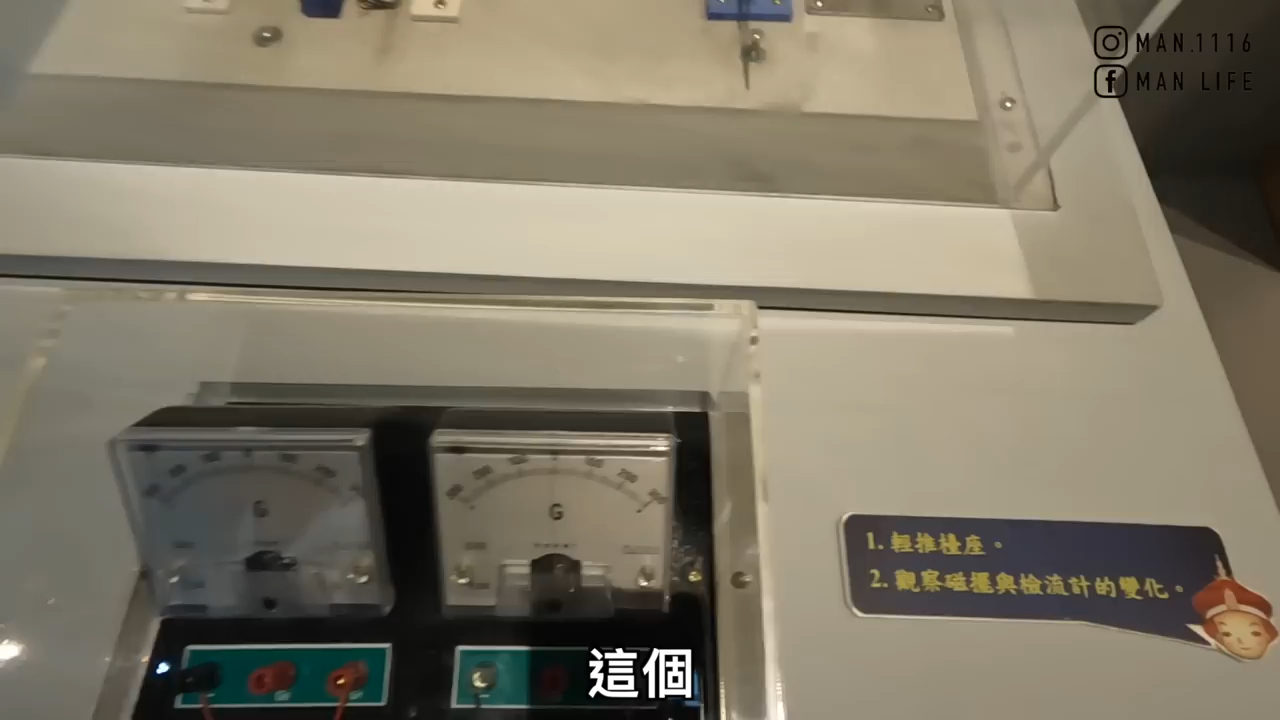 MAN.1116
MAN LIFE
G
G
1. 輕推檯座。
2. 觀察磁擺與檢流計的變化。
這個